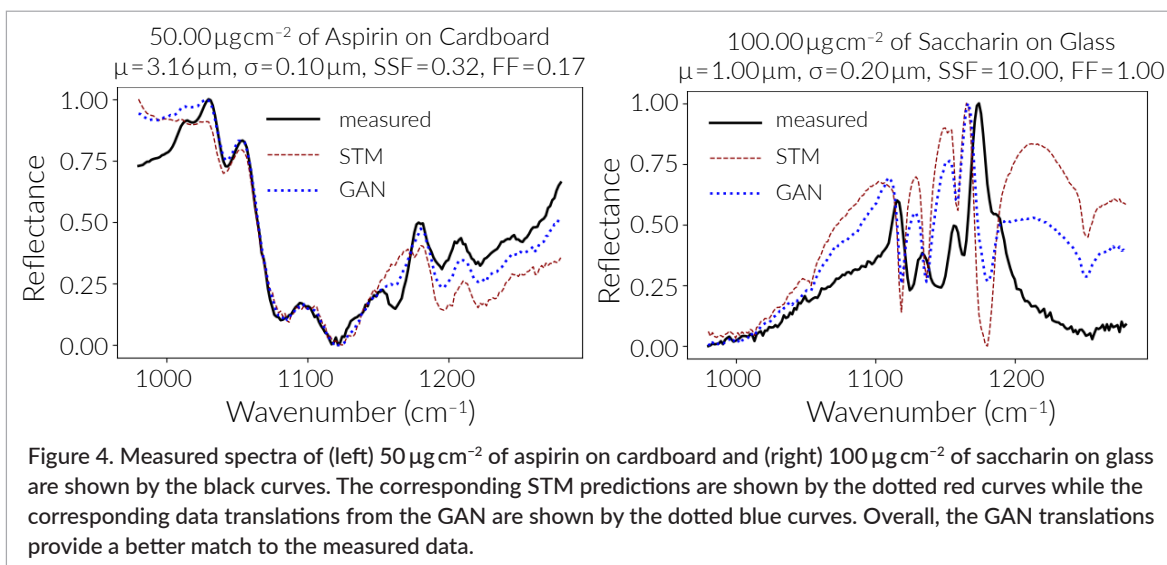 50.00 µg cm⁻² of Aspirin on Cardboard
µ = 3.16 µm, σ = 0.10 µm, SSF = 0.32, FF = 0.17
1.00
0.75
0.50
0.25
0.00
Reflectance
measured
STM
GAN
1000
1100
1200
Wavenumber (cm⁻¹)
100.00 µg cm⁻² of Saccharin on Glass
µ = 1.00 µm, σ = 0.20 µm, SSF = 10.00, FF = 1.00
1.00
0.75
0.50
0.25
0.00
Reflectance
measured
STM
GAN
1000
1100
1200
Wavenumber (cm⁻¹)
Figure 4. Measured spectra of (left) 50 µg cm⁻² of aspirin on cardboard and (right) 100 µg cm⁻² of saccharin on glass
are shown by the black curves. The corresponding STM predictions are shown by the dotted red curves while the
corresponding data translations from the GAN are shown by the dotted blue curves. Overall, the GAN translations
provide a better match to the measured data.